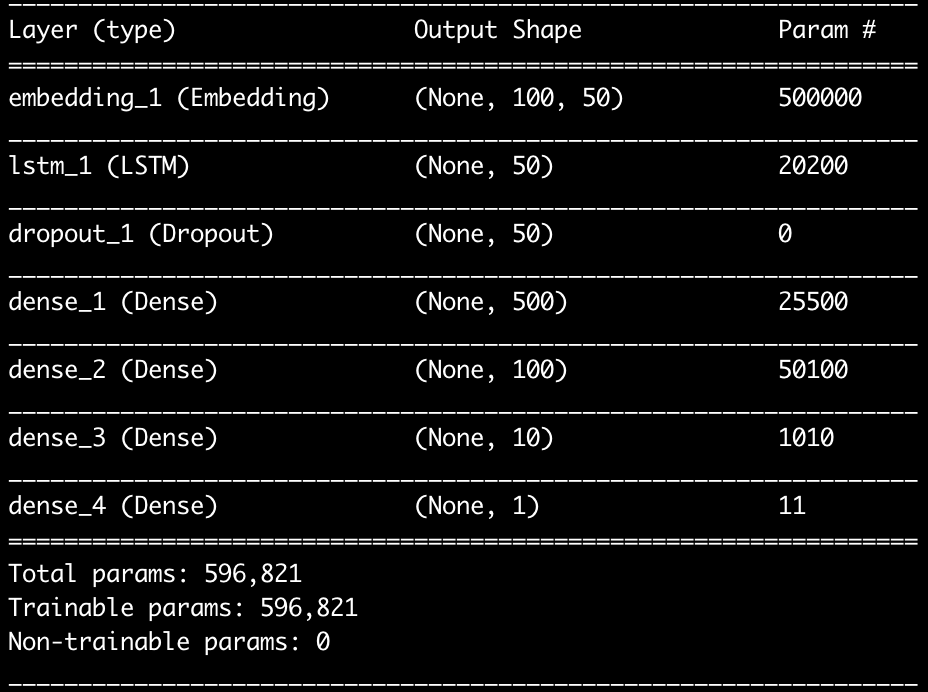 _________________________________________________________________
Layer (type)                 Output Shape              Param #
=================================================================
embedding_1 (Embedding)      (None, 100, 50)           500000
_________________________________________________________________
lstm_1 (LSTM)                (None, 50)                20200
_________________________________________________________________
dropout_1 (Dropout)          (None, 50)                0
_________________________________________________________________
dense_1 (Dense)              (None, 500)               25500
_________________________________________________________________
dense_2 (Dense)              (None, 100)               50100
_________________________________________________________________
dense_3 (Dense)              (None, 10)                1010
_________________________________________________________________
dense_4 (Dense)              (None, 1)                 11
=================================================================
Total params: 596,821
Trainable params: 596,821
Non-trainable params: 0
_________________________________________________________________